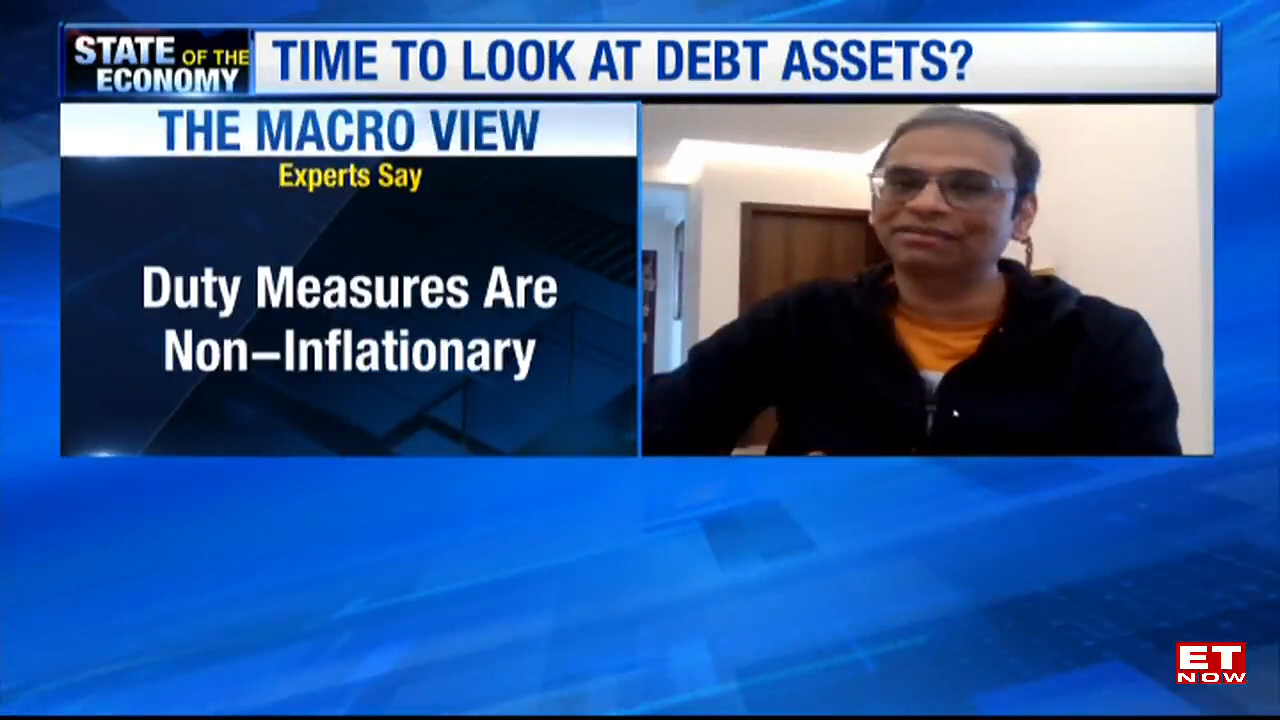 STATE OF THE
ECONOMY
TIME TO LOOK AT DEBT ASSETS?
THE MACRO VIEW
Experts Say
Duty Measures Are
Non–Inflationary
ET
NOW